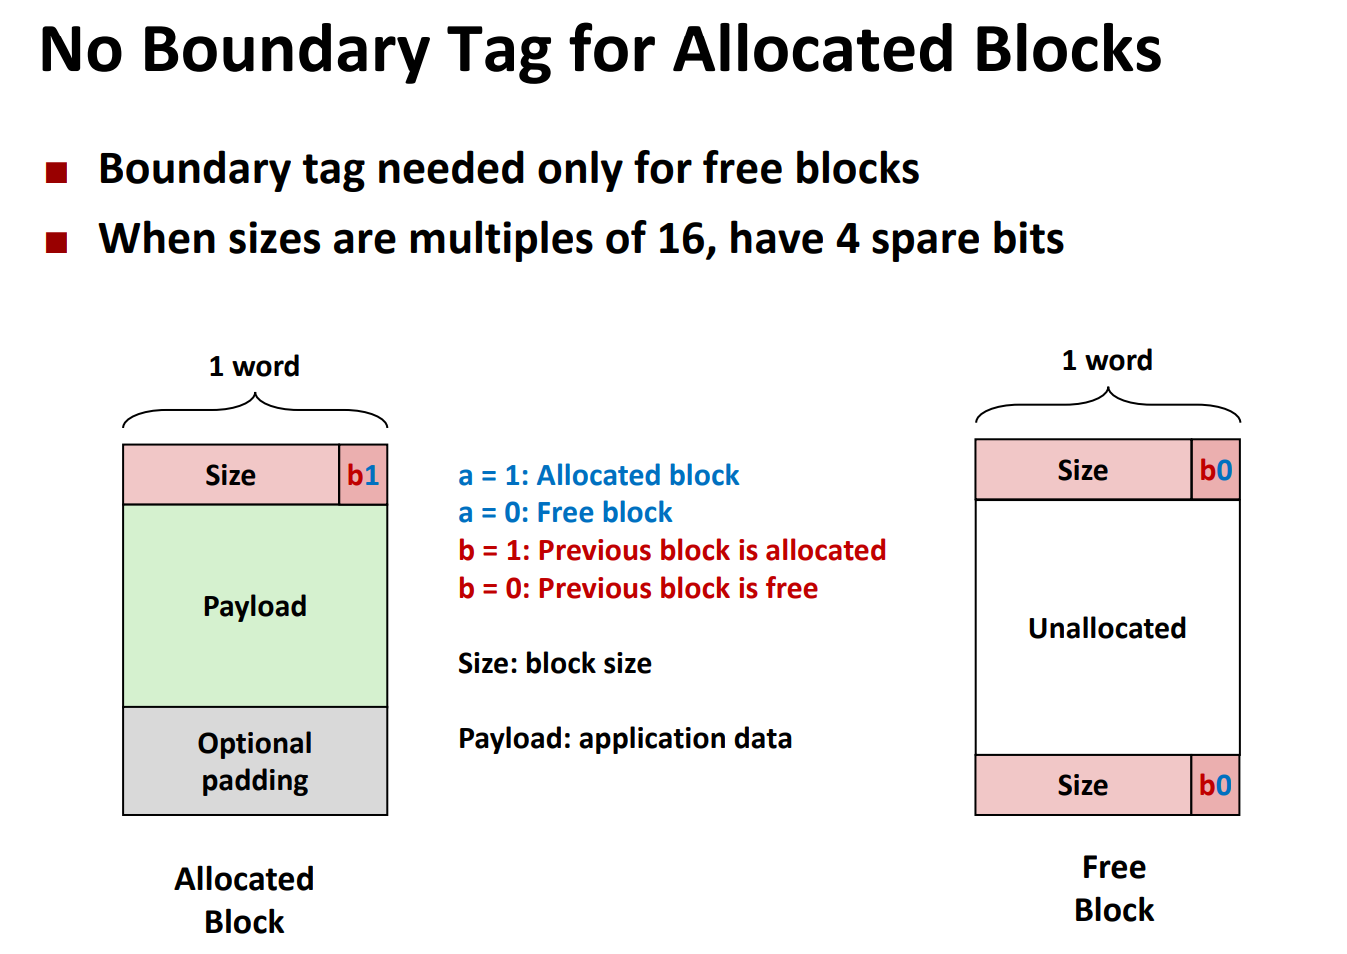 No Boundary Tag for Allocated Blocks
Boundary tag needed only for free blocks
When sizes are multiples of 16, have 4 spare bits
1 word
Size
b1
Payload
Optional
padding
Allocated
Block
a = 1: Allocated block
a = 0: Free block
b = 1: Previous block is allocated
b = 0: Previous block is free
Size: block size
Payload: application data
1 word
Size
b0
Unallocated
Size
b0
Free
Block